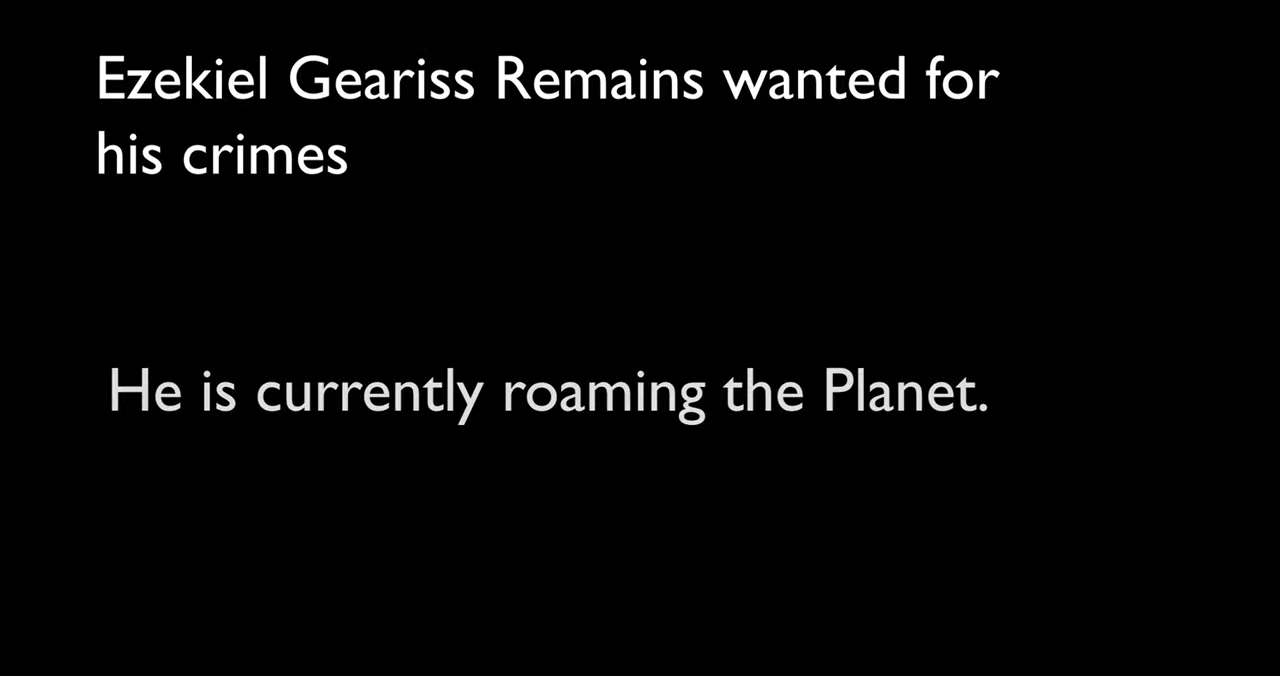 Ezekiel Geariss Remains wanted for
his crimes
He is currently roaming the Planet.